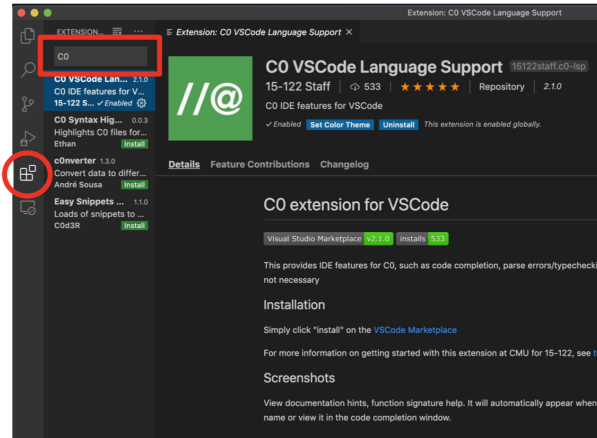 Extension: C0 VSCode Language Support
EXTENSION...
C0
C0 VSCode Lan... 2.1.0
C0 IDE features for V...
15-122 S... ✓ Enabled
C0 Syntax Hig... 0.0.3
Highlights C0 files for...
Ethan Install
c0nverter 1.3.0
Convert data to differ...
André Sousa Install
Easy Snippets ... 1.1.0
Loads of snippets to ...
C0d3R Install
Extension: C0 VSCode Language Support ×
//@
C0 VSCode Language Support 15122staff.c0-lsp
15-122 Staff 533 ★★★★★ Repository 2.1.0
C0 IDE features for VSCode
✓ Enabled Set Color Theme Uninstall This extension is enabled globally.
Details Feature Contributions Changelog
C0 extension for VSCode
Visual Studio Marketplace v2.1.0 installs 533
This provides IDE features for C0, such as code completion, parse errors/typechecki
not necessary
Installation
Simply click "install" on the VSCode Marketplace
For more information on getting started with this extension at CMU for 15-122, see
Screenshots
View documentation hints, function signature help. It will automatically appear when
name or view it in the code completion window.